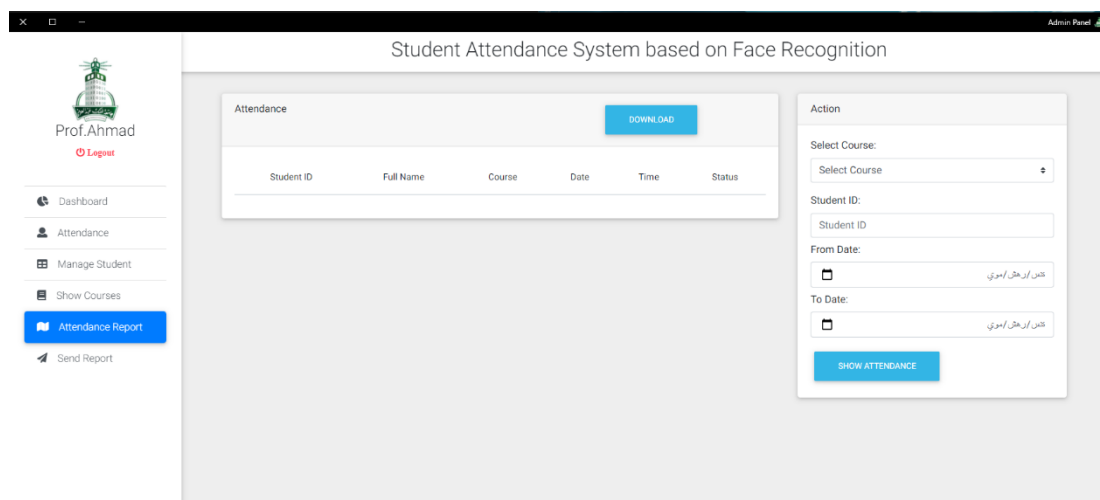 Admin Panel
Student Attendance System based on Face Recognition
Prof.Ahmad
Logout
Dashboard
Attendance
Manage Student
Show Courses
Attendance Report
Send Report
Attendance
DOWNLOAD
Student ID Full Name Course Date Time Status
Action
Select Course:
Select Course
Student ID:
Student ID
From Date:
To Date:
SHOW ATTENDANCE